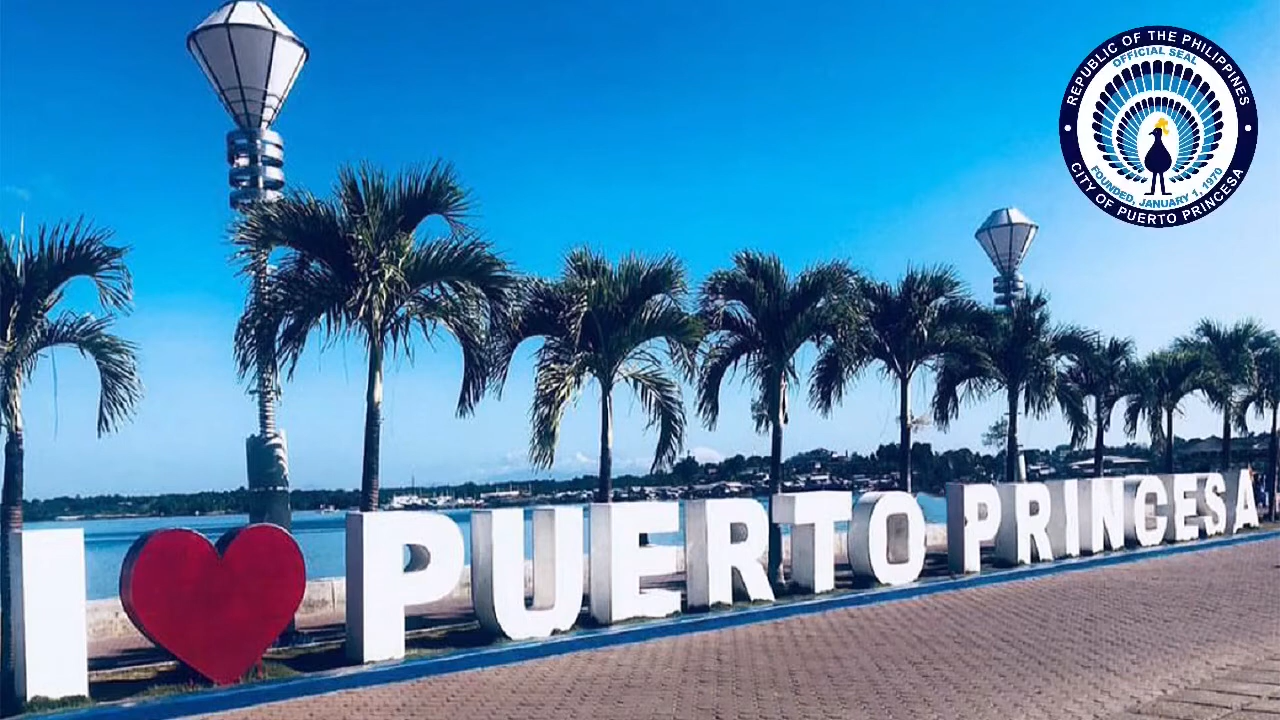 REPUBLIC OF THE PHILIPPINES
OFFICIAL SEAL
FOUNDED, JANUARY 1, 1970
CITY OF PUERTO PRINCESA
I PUERTO PRINCESA